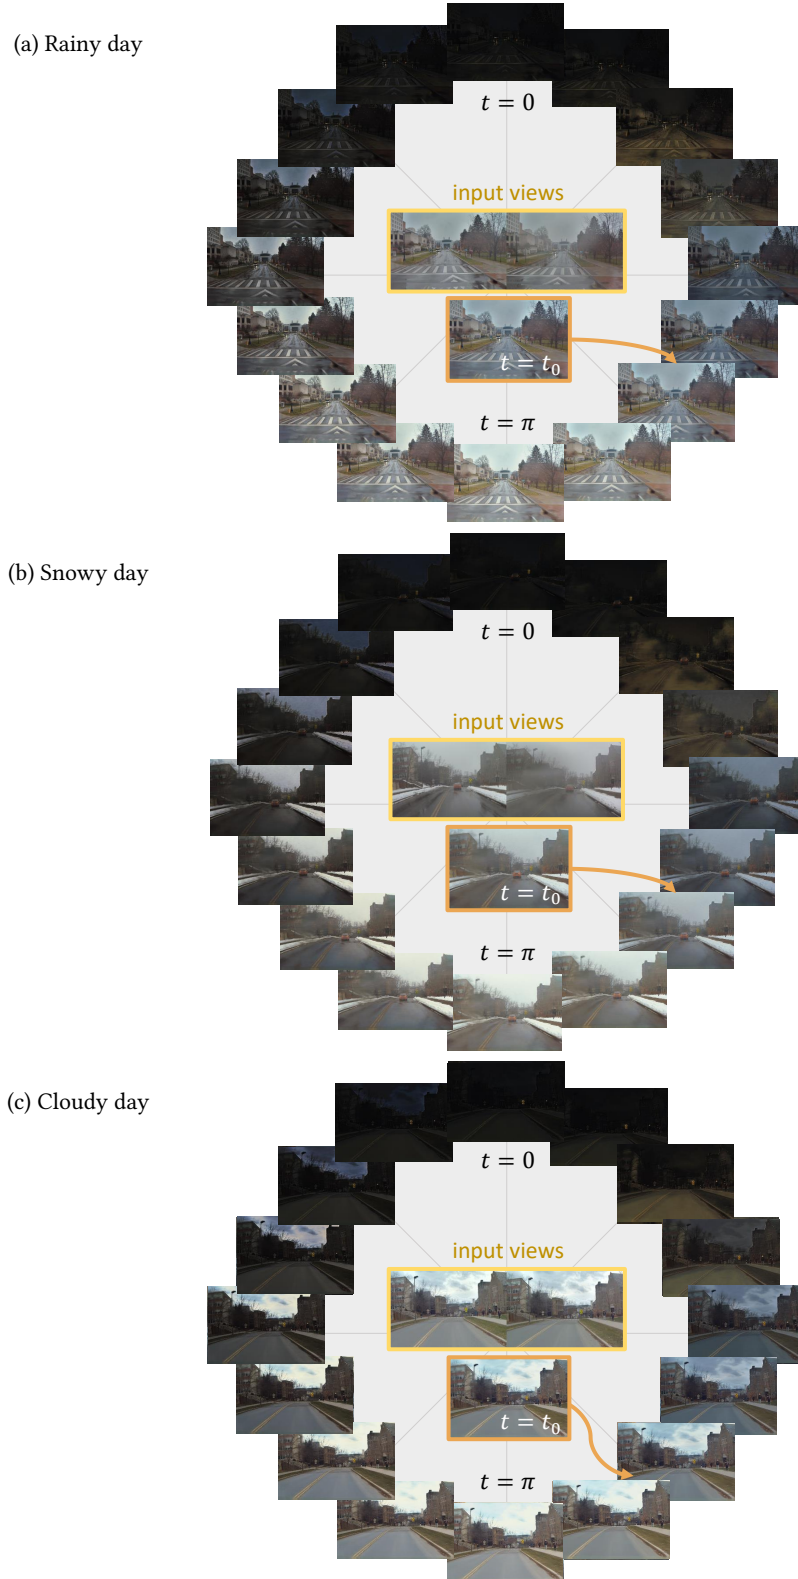 (a) Rainy day
t = 0
input views
t = t₀
t = π
(b) Snowy day
t = 0
input views
t = t₀
t = π
(c) Cloudy day
t = 0
input views
t = t₀
t = π